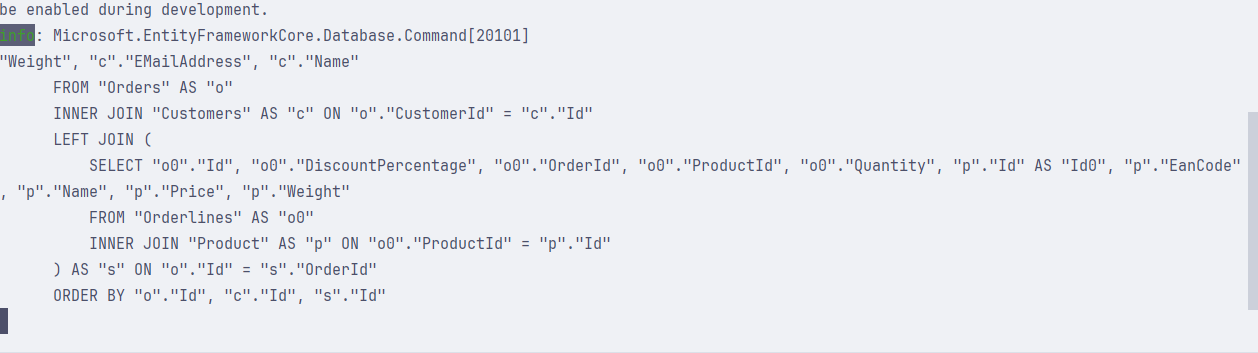 be enabled during development.
info: Microsoft.EntityFrameworkCore.Database.Command[20101]
"Weight", "c"."EMailAddress", "c"."Name"
FROM "Orders" AS "o"
INNER JOIN "Customers" AS "c" ON "o"."CustomerId" = "c"."Id"
LEFT JOIN (
SELECT "o0"."Id", "o0"."DiscountPercentage", "o0"."OrderId", "o0"."ProductId", "o0"."Quantity", "p"."Id" AS "Id0", "p"."EanCode"
, "p"."Name", "p"."Price", "p"."Weight"
FROM "Orderlines" AS "o0"
INNER JOIN "Product" AS "p" ON "o0"."ProductId" = "p"."Id"
) AS "s" ON "o"."Id" = "s"."OrderId"
ORDER BY "o"."Id", "c"."Id", "s"."Id"